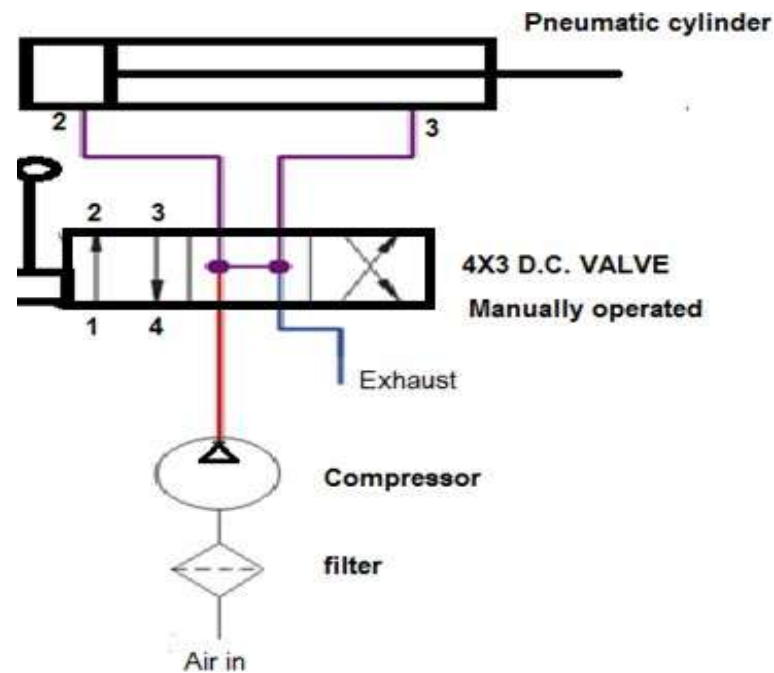 Pneumatic cylinder
2
3
2 3
4X3 D.C. VALVE
Manually operated
1 4
Exhaust
Compressor
filter
Air in